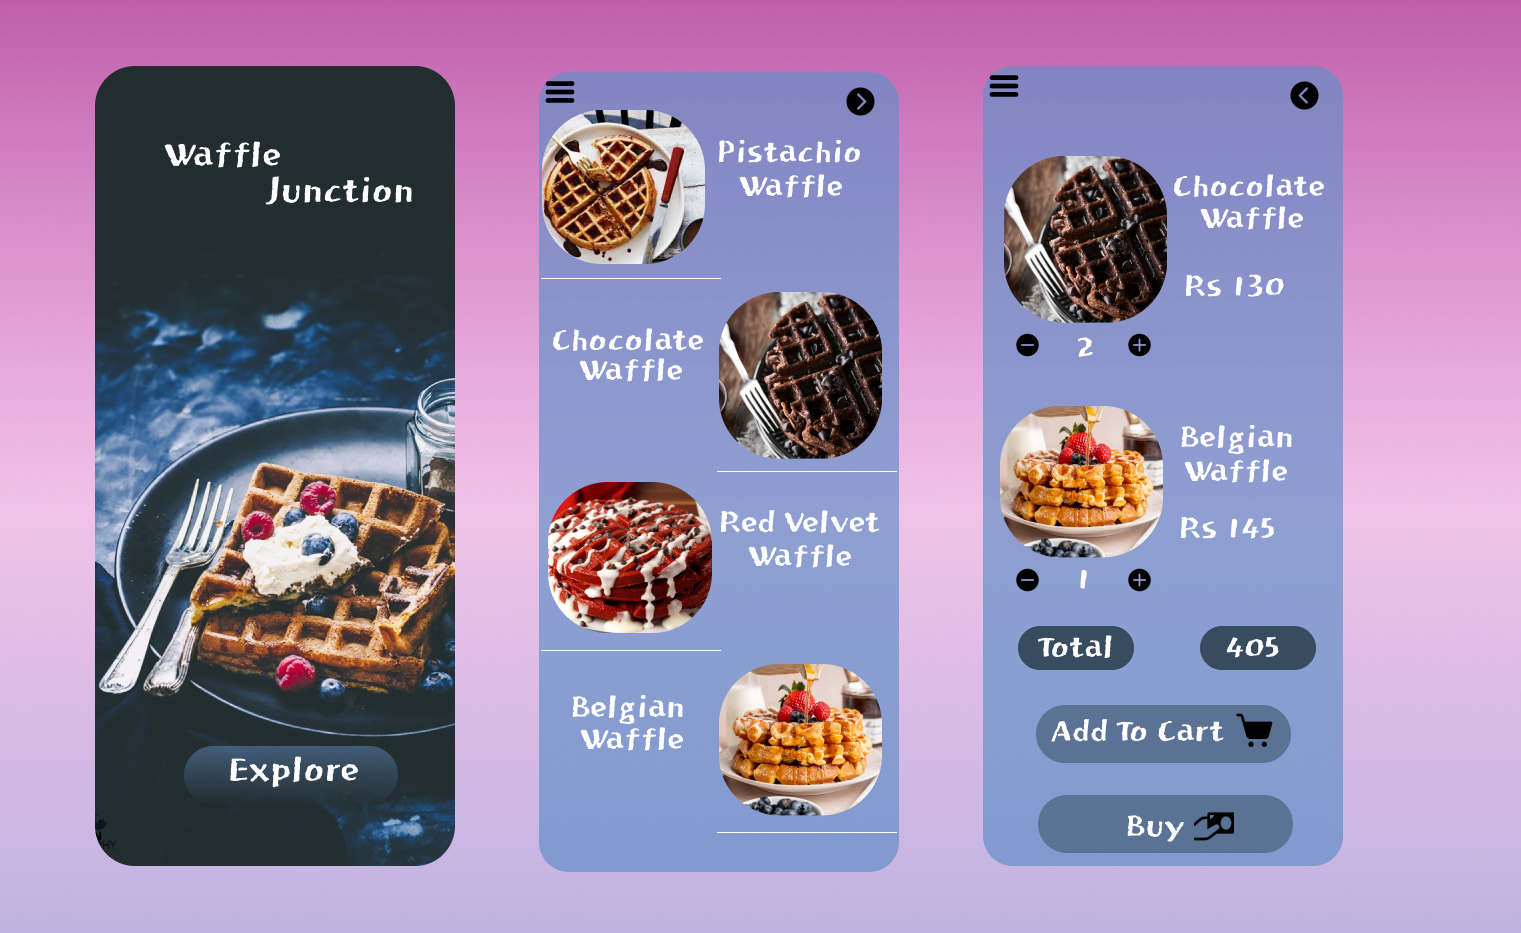 Waffle
Junction
Explore
Pistachio
Waffle
Chocolate
Waffle
Red Velvet
Waffle
Belgian
Waffle
Chocolate
Waffle
Rs 130
2
Belgian
Waffle
Rs 145
1
Total 405
Add To Cart
Buy